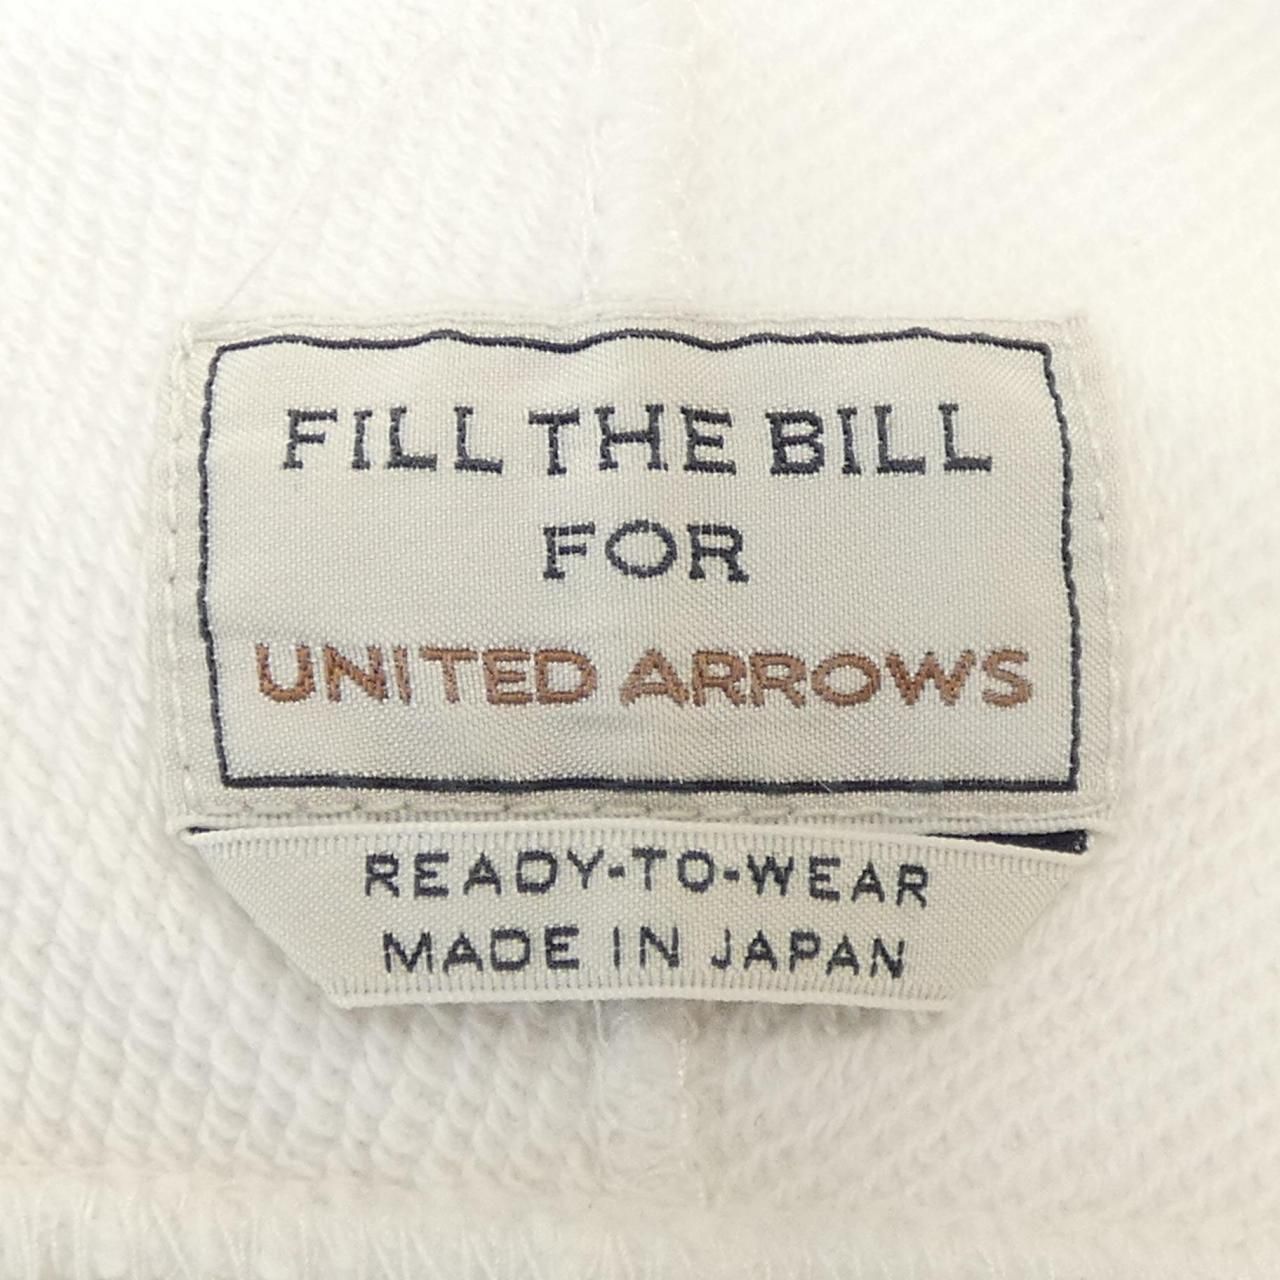 FILL THE BILL
FOR
UNITED ARROWS
READY-TO-WEAR
MADE IN JAPAN